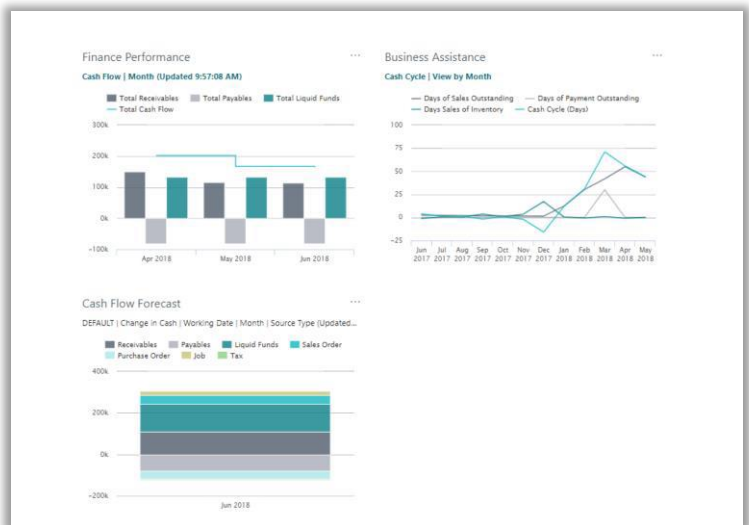 Finance Performance
...
Cash Flow | Month (Updated 9:57:08 AM)
Total Receivables Total Payables Total Liquid Funds
Total Cash Flow
300k
200k
100k
0k
-100k
Apr 2018 May 2018 Jun 2018
Business Assistance
...
Cash Cycle | View by Month
Days of Sales Outstanding Days of Payment Outstanding
Days Sales of Inventory Cash Cycle (Days)
100
75
50
25
0
-25
Jun Jul Aug Sep Oct Nov Dec Jan Feb Mar Apr May
2017 2017 2017 2017 2017 2017 2017 2018 2018 2018 2018 2018
Cash Flow Forecast
...
DEFAULT | Change in Cash | Working Date | Month | Source Type (Updated...
Receivables Payables Liquid Funds Sales Order
Purchase Order Job Tax
400k
200k
0k
-200k
Jun 2018